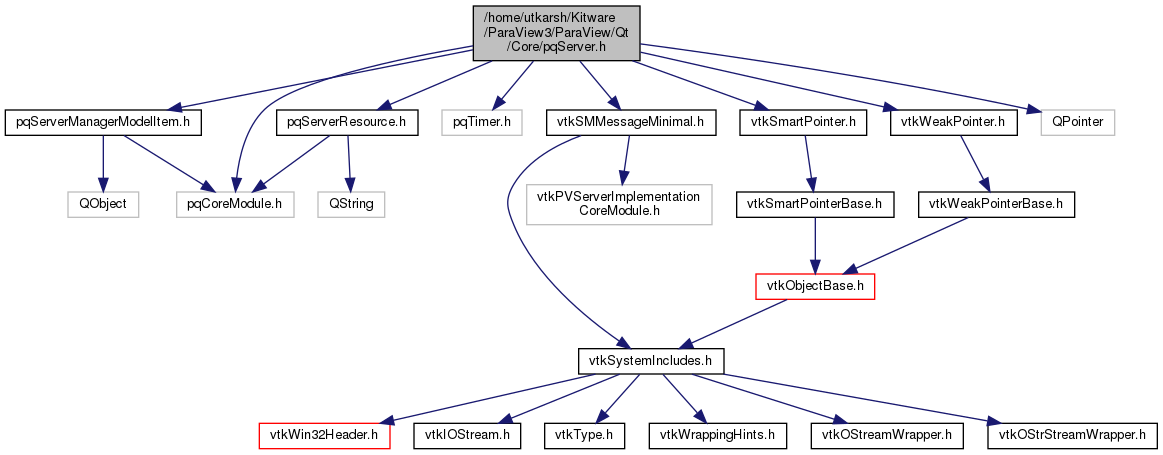 /home/utkarsh/Kitware
/ParaView3/ParaView/Qt
/Core/pqServer.h
pqServerManagerModelItem.h
pqServerResource.h
pqTimer.h
vtkSMMessageMinimal.h
vtkSmartPointer.h
vtkWeakPointer.h
QPointer
QObject
pqCoreModule.h
QString
vtkPVServerImplementation
CoreModule.h
vtkSmartPointerBase.h
vtkWeakPointerBase.h
vtkObjectBase.h
vtkSystemIncludes.h
vtkWin32Header.h
vtkIOStream.h
vtkType.h
vtkWrappingHints.h
vtkOStreamWrapper.h
vtkOStrStreamWrapper.h